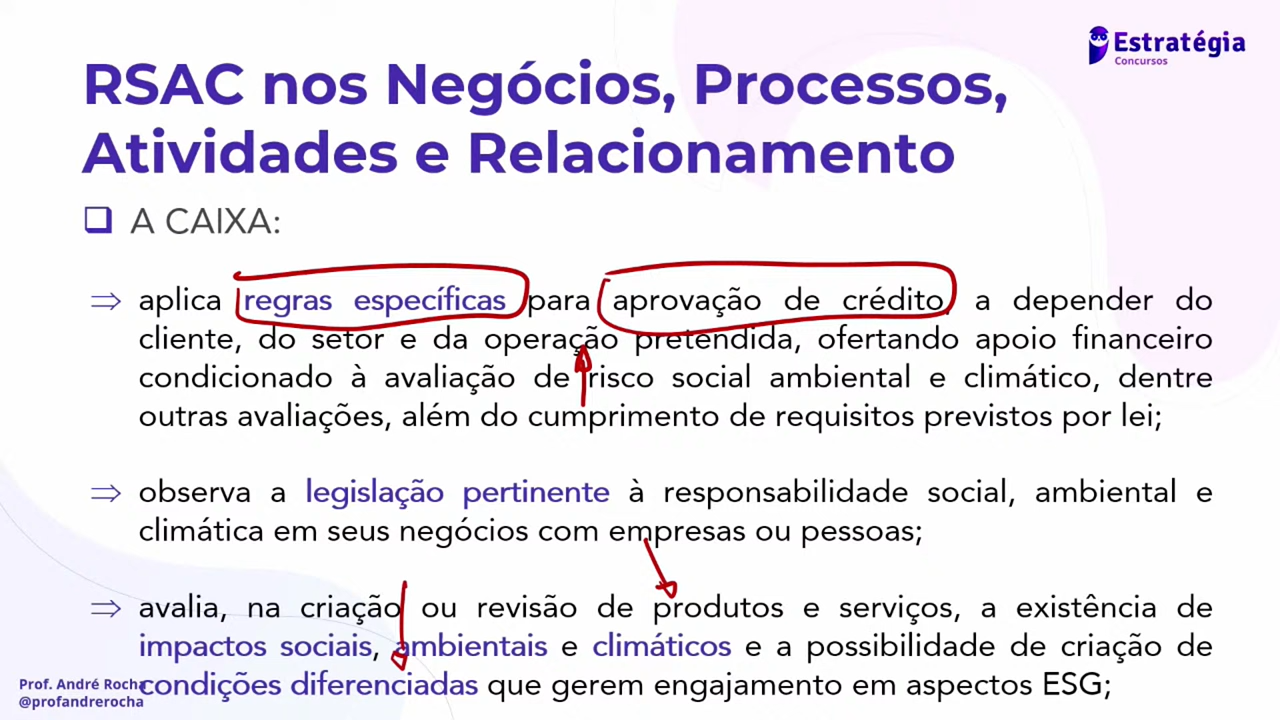 Estratégia
Concursos
RSAC nos Negócios, Processos,
Atividades e Relacionamento
A CAIXA:
aplica regras específicas para aprovação de crédito, a depender do
cliente, do setor e da operação pretendida, ofertando apoio financeiro
condicionado à avaliação de risco social ambiental e climático, dentre
outras avaliações, além do cumprimento de requisitos previstos por lei;
observa a legislação pertinente à responsabilidade social, ambiental e
climática em seus negócios com empresas ou pessoas;
avalia, na criação ou revisão de produtos e serviços, a existência de
impactos sociais, ambientais e climáticos e a possibilidade de criação de
condições diferenciadas que gerem engajamento em aspectos ESG;
Prof. André Rocha
@profandrerocha